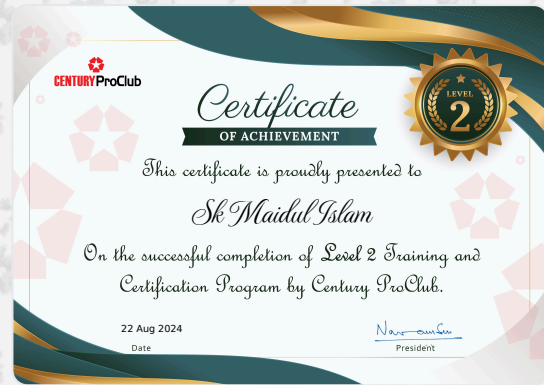 CENTURY ProClub
LEVEL
2
Certificate
OF ACHIEVEMENT
This certificate is proudly presented to
Sk Maidul Islam
On the successful completion of Level 2 Training and
Certification Program by Century ProClub.
22 Aug 2024
Date
President